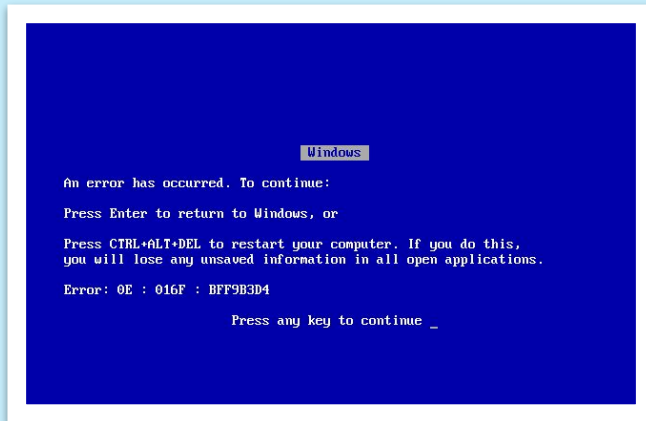 Windows
An error has occurred. To continue:
Press Enter to return to Windows, or
Press CTRL+ALT+DEL to restart your computer. If you do this,
you will lose any unsaved information in all open applications.
Error: 0E : 016F : BFF9B3D4
Press any key to continue _